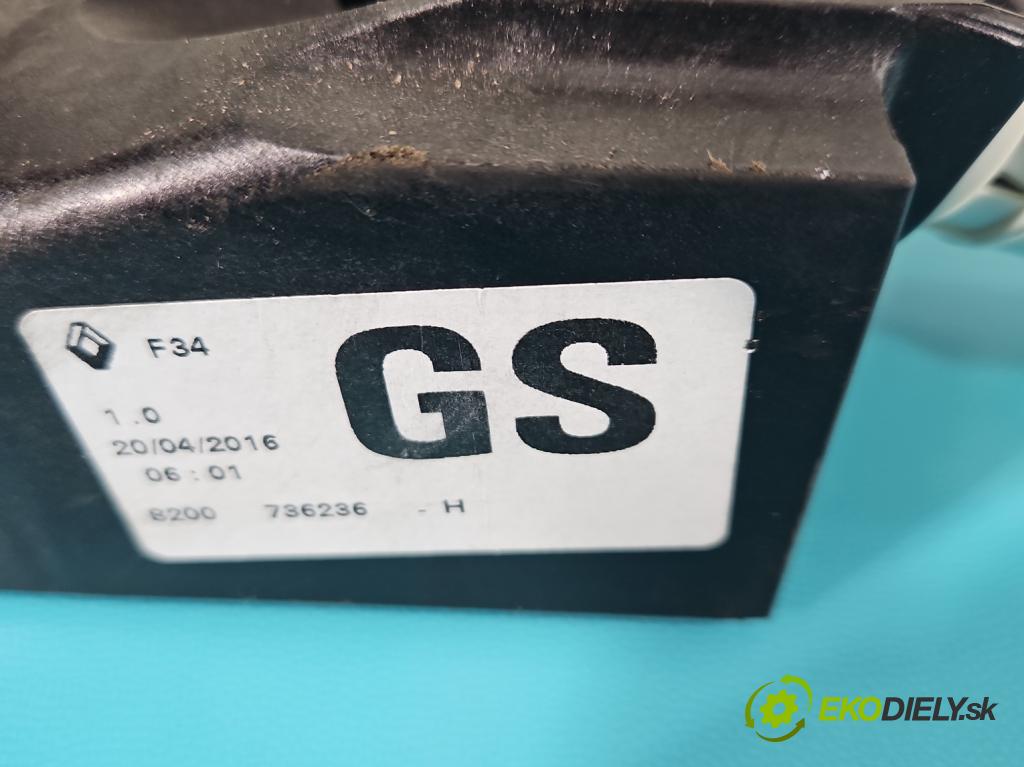 F34
GS
1.0
20/04/2016
06:01
8200 736236 - H
EKODIELY.sk